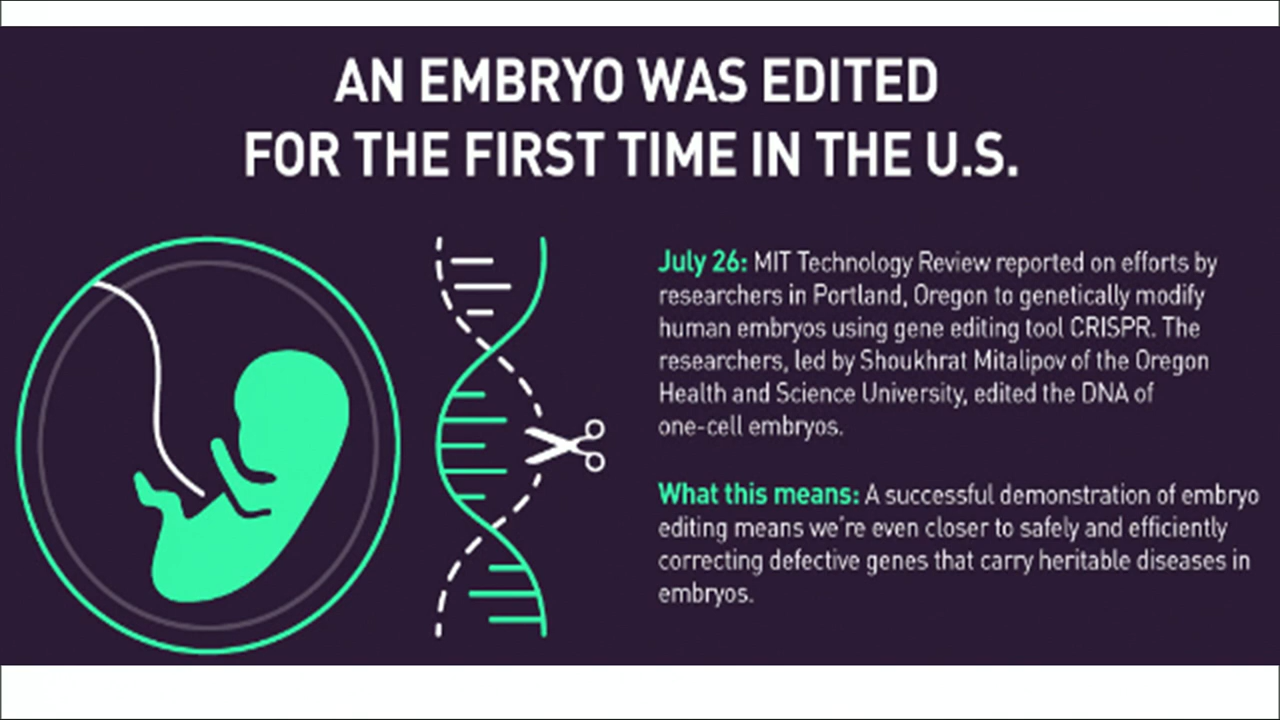 AN EMBRYO WAS EDITED
FOR THE FIRST TIME IN THE U.S.
July 26: MIT Technology Review reported on efforts by
researchers in Portland, Oregon to genetically modify
human embryos using gene editing tool CRISPR. The
researchers, led by Shoukhrat Mitalipov of the Oregon
Health and Science University, edited the DNA of
one-cell embryos.
What this means: A successful demonstration of embryo
editing means we're even closer to safely and efficiently
correcting defective genes that carry heritable diseases in
embryos.